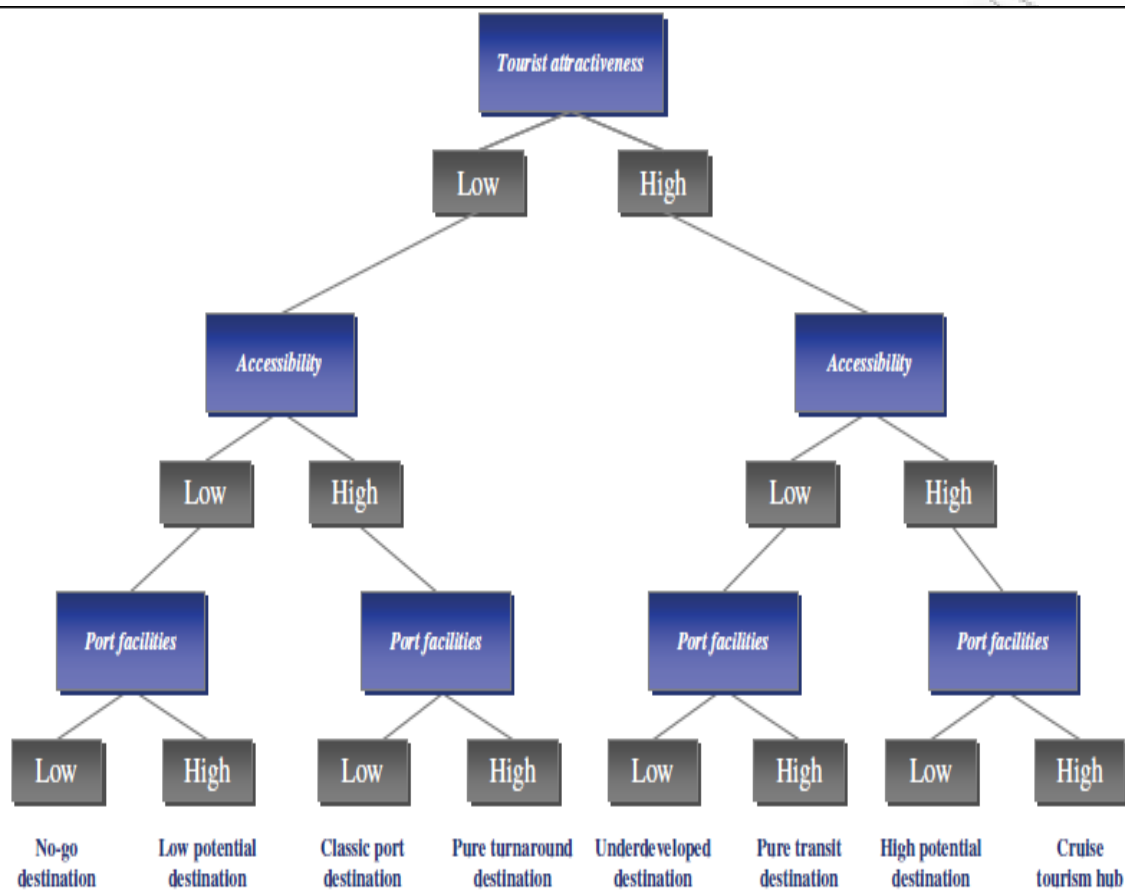 Tourist attractiveness
Low
High
Accessibility
Accessibility
Low
High
Low
High
Port facilities
Port facilities
Port facilities
Port facilities
Low
High
Low
High
Low
High
Low
High
No-go
destination
Low potential
destination
Classic port
destination
Pure turnaround
destination
Underdeveloped
destination
Pure transit
destination
High potential
destination
Cruise
tourism hub